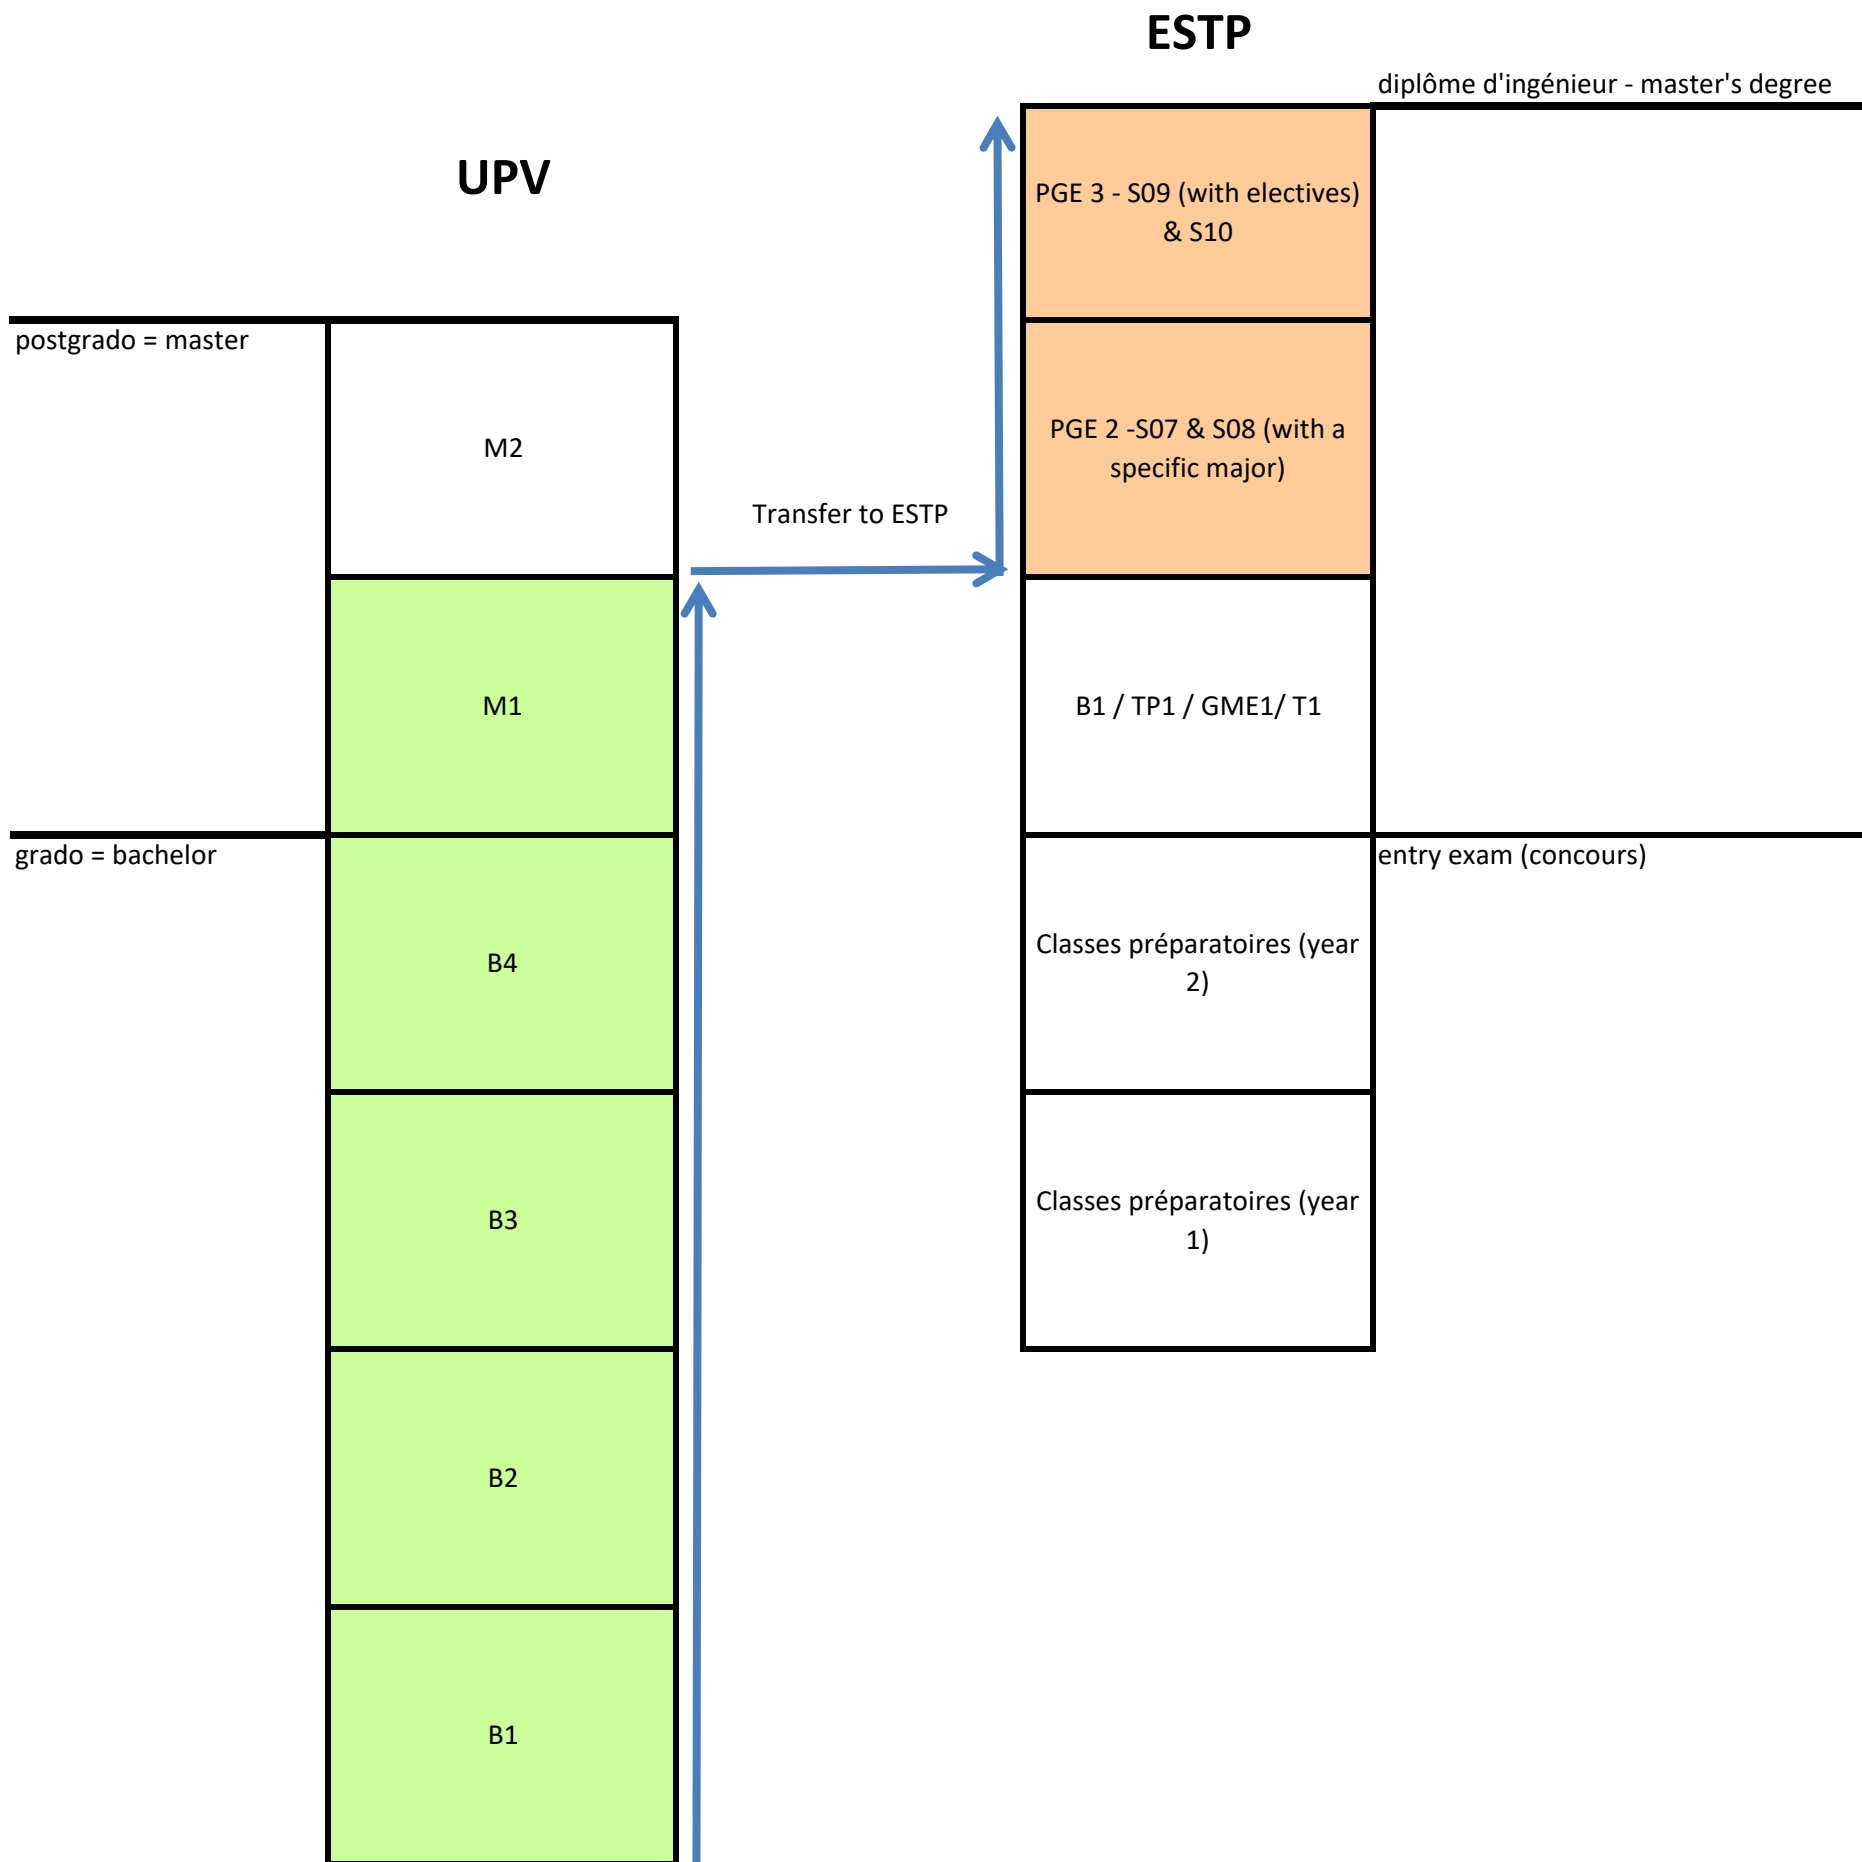 ESTP
diplôme d'ingénieur - master's degree
UPV
PGE 3 - S09 (with electives)
& S10
postgrado = master
M2
PGE 2 -S07 & S08 (with a
specific major)
Transfer to ESTP
M1
B1 / TP1 / GME1/ T1
grado = bachelor
entry exam (concours)
B4
Classes préparatoires (year
2)
B3
Classes préparatoires (year
1)
B2
B1